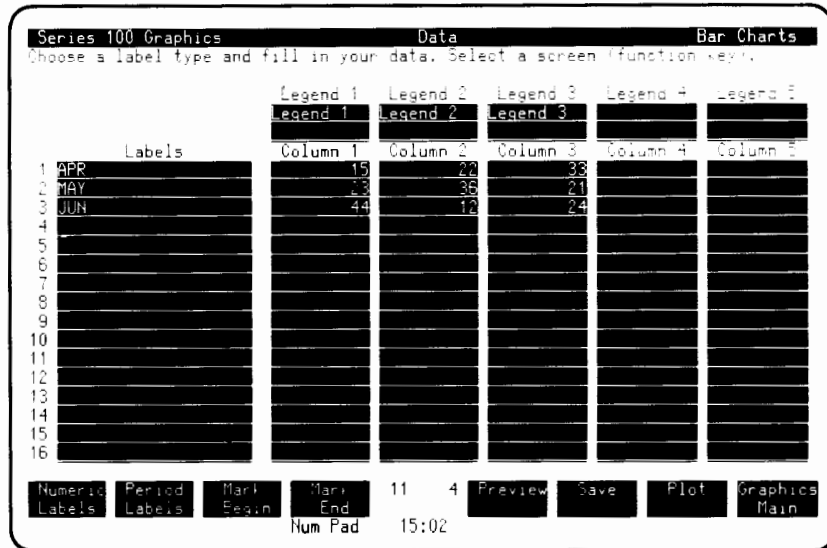 Series 100 Graphics Data Bar Charts
Choose a label type and fill in your data. Select a screen (function key).
Legend 1 Legend 2 Legend 3 Legend 4 Legend 5
Legend 1 Legend 2 Legend 3
Labels Column 1 Column 2 Column 3 Column 4 Column 5
1 APR 15 22 33
2 MAY 23 36 21
3 JUN 44 12 24
4
5
6
7
8
9
10
11
12
13
14
15
16
Numeric Period Mark Mark 11 4 Preview Save Plot Graphics
Labels Labels Begin End Main
Num Pad 15:02